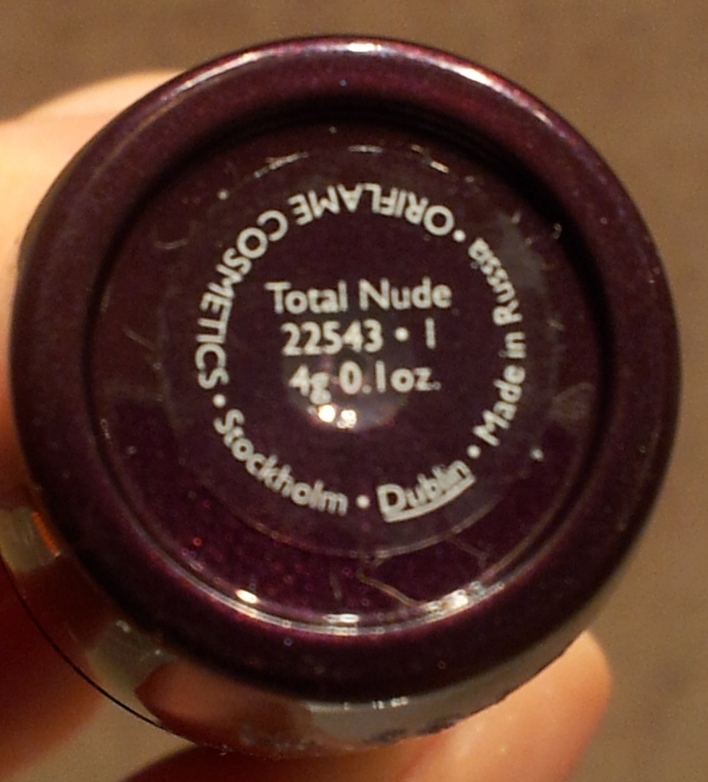 ORIFLAME COSMETICS • Stockholm • Dublin • Made in Russia •
Total Nude
22543 • 1
4g 0.1oz.